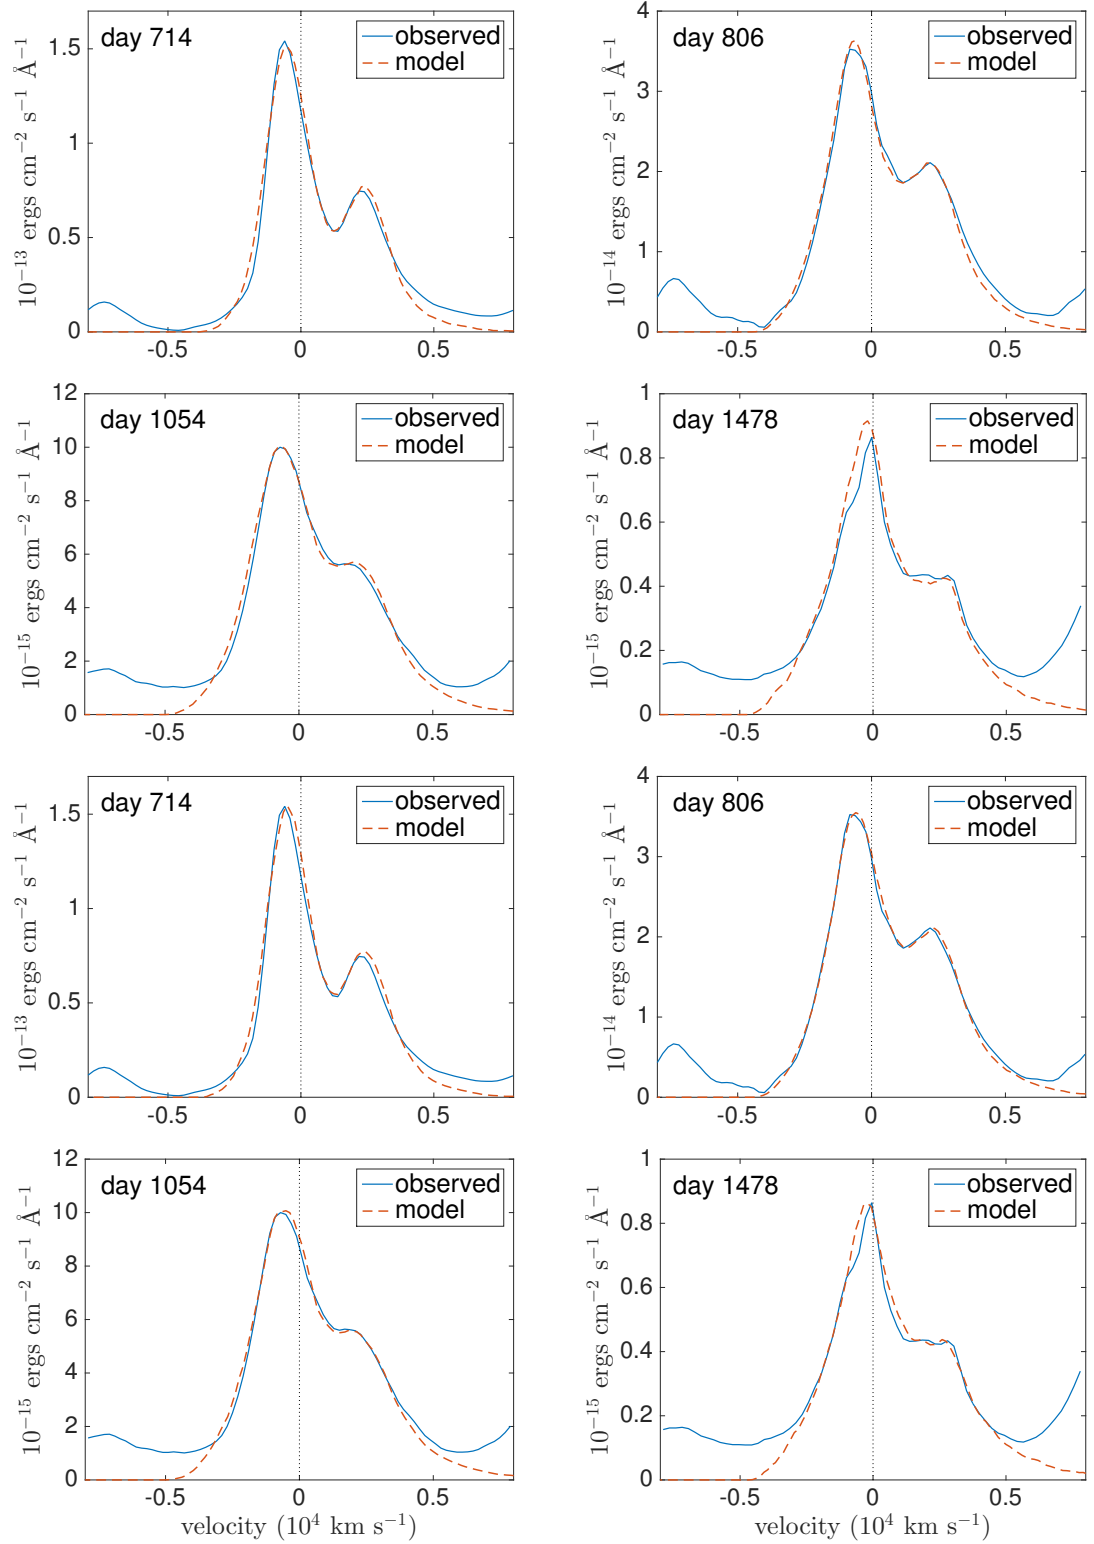 day 714
observed
model
10⁻¹³ ergs cm⁻² s⁻¹ Å⁻¹
1.5
1
0.5
0
-0.5
0
0.5
day 806
observed
model
10⁻¹⁴ ergs cm⁻² s⁻¹ Å⁻¹
4
3
2
1
0
-0.5
0
0.5
day 1054
observed
model
10⁻¹⁵ ergs cm⁻² s⁻¹ Å⁻¹
12
10
8
6
4
2
0
-0.5
0
0.5
day 1478
observed
model
10⁻¹⁵ ergs cm⁻² s⁻¹ Å⁻¹
1
0.8
0.6
0.4
0.2
0
-0.5
0
0.5
day 714
observed
model
10⁻¹³ ergs cm⁻² s⁻¹ Å⁻¹
1.5
1
0.5
0
-0.5
0
0.5
day 806
observed
model
10⁻¹⁴ ergs cm⁻² s⁻¹ Å⁻¹
4
3
2
1
0
-0.5
0
0.5
day 1054
observed
model
10⁻¹⁵ ergs cm⁻² s⁻¹ Å⁻¹
12
10
8
6
4
2
0
-0.5
0
0.5
velocity (10⁴ km s⁻¹)
day 1478
observed
model
10⁻¹⁵ ergs cm⁻² s⁻¹ Å⁻¹
1
0.8
0.6
0.4
0.2
0
-0.5
0
0.5
velocity (10⁴ km s⁻¹)